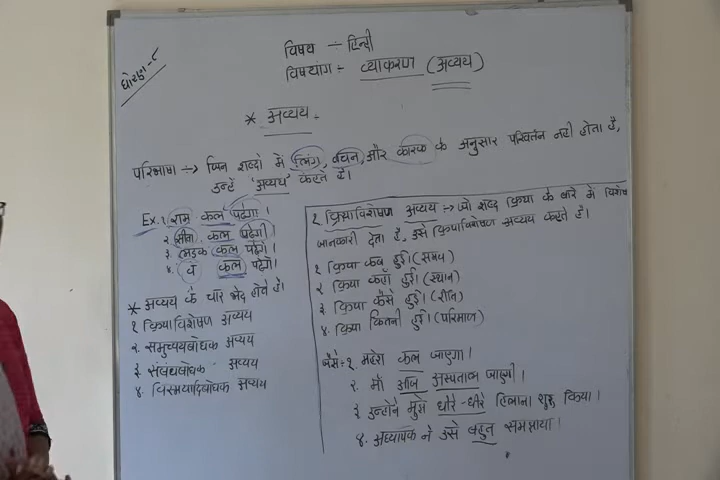 धोरण-८
विषय ÷ हिन्दी
विषयांग :- व्याकरण (अव्यय)
* अव्यय :-
परिभाषा :→ जिन शब्दों में लिंग, वचन, और कारक के अनुसार परिवर्तन नही होता है,
उन्हें 'अव्यय' कहते है।
Ex. १. राम कल पढेगा।
२ सीता कल पढेगी।
३ लडके कल पढेंगे।
४. वे कल पढेंगे।
* अव्यय के चार भेद होते है।
१ क्रियाविशेषण अव्यय
२. समुच्चयबोधक अव्यय
३ संबंधबोधक अव्यय
४. विस्मयादिबोधक अव्यय
१. क्रियाविशेषण अव्यय :→ जो शब्द क्रिया के बारे में विशेष
जानकारी देता है, उसे क्रियाविशेषण अव्यय कहते है।
१ क्रिया कब हुई। (समय)
२ क्रिया कहाँ हुई। (स्थान)
३ क्रिया कैसे हुई। (रीति)
४. क्रिया कितनी हुई। (परिमाण)
जैसे ÷ १. महेश कल जाएगा।
२. माँ आज अस्पताल जाएगी।
३ उन्होंने मुझे धीरे-धीरे हिलाना शुरू किया।
४. अध्यापक ने उसे बहुत समझाया।